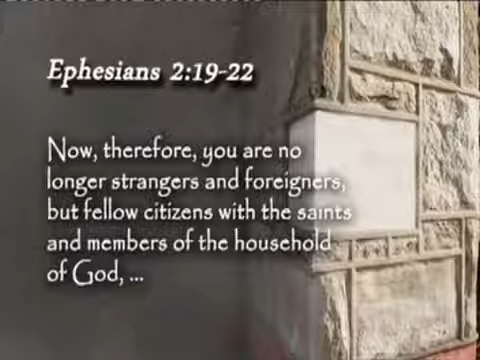 Ephesians 2:19-22
Now, therefore, you are no
longer strangers and foreigners,
but fellow citizens with the saints
and members of the household
of God, ...